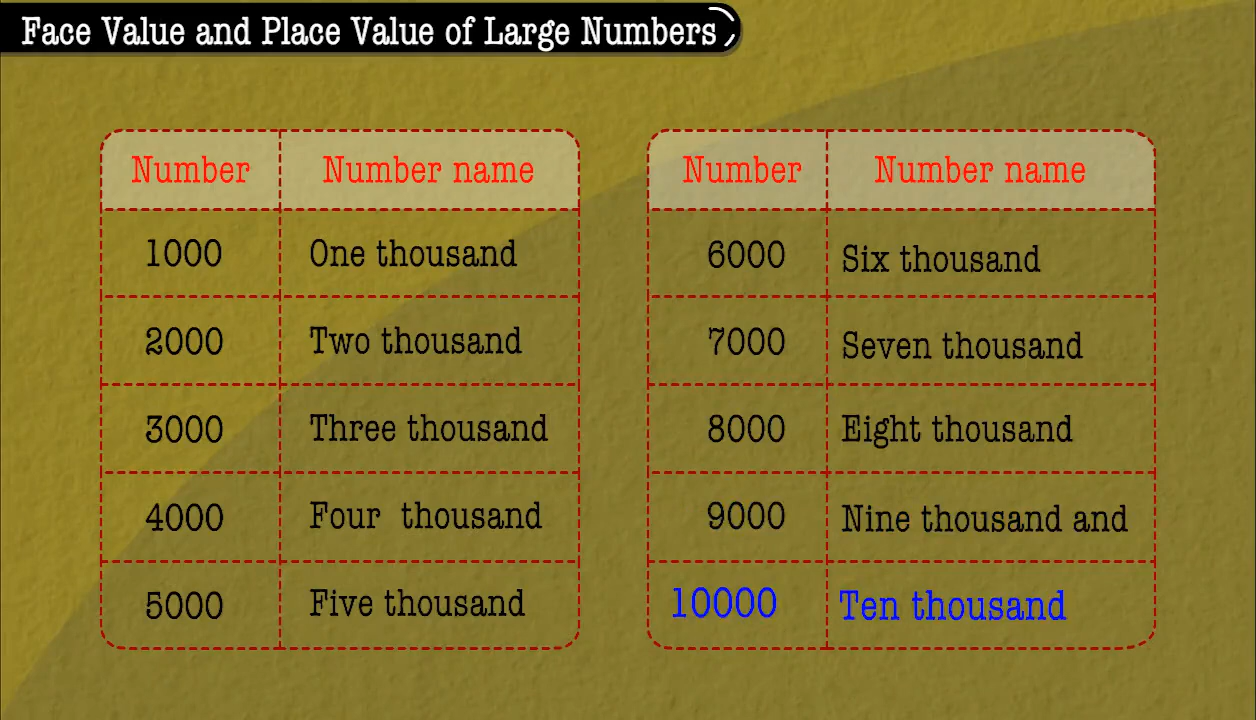 Face Value and Place Value of Large Numbers
Number Number name
1000 One thousand
2000 Two thousand
3000 Three thousand
4000 Four thousand
5000 Five thousand
Number Number name
6000 Six thousand
7000 Seven thousand
8000 Eight thousand
9000 Nine thousand and
10000 Ten thousand